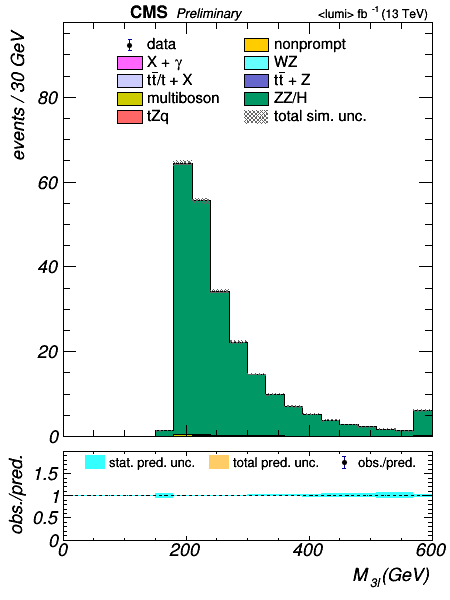 CMS Preliminary <lumi> fb⁻¹ (13 TeV)
events / 30 GeV
data
nonprompt
X + γ
WZ
tt̄/t + X
tt̄ + Z
multiboson
ZZ/H
tZq
total sim. unc.
80
60
40
20
0
obs./pred.
stat. pred. unc.
total pred. unc.
obs./pred.
1.5
1
0.5
0
0 200 400 600
M_3l (GeV)